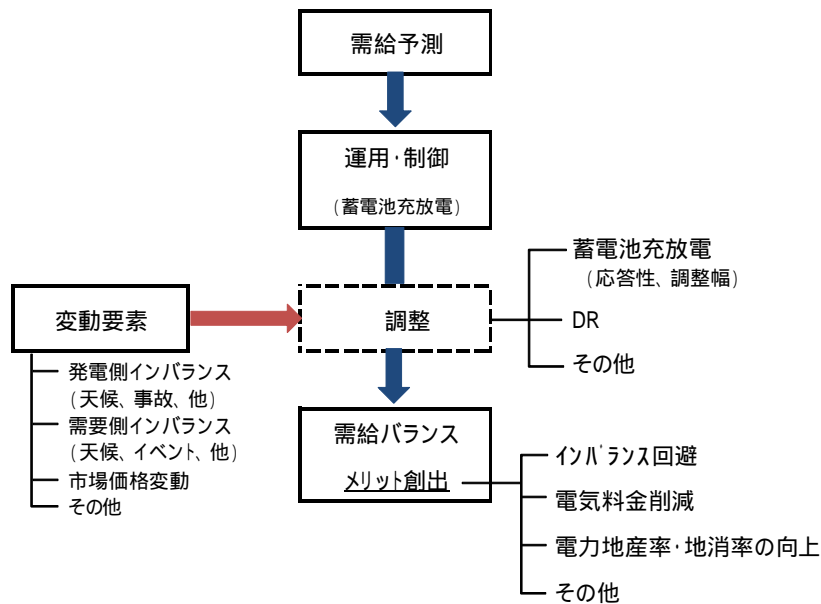 需給予測
運用・制御
(蓄電池充放電)
蓄電池充放電
(応答性、調整幅)
変動要素
調整
DR
その他
発電側インバランス
(天候、事故、他)
需要側インバランス
(天候、イベント、他)
市場価格変動
その他
需給バランス
メリット創出
インバランス回避
電気料金削減
電力地産率・地消率の向上
その他